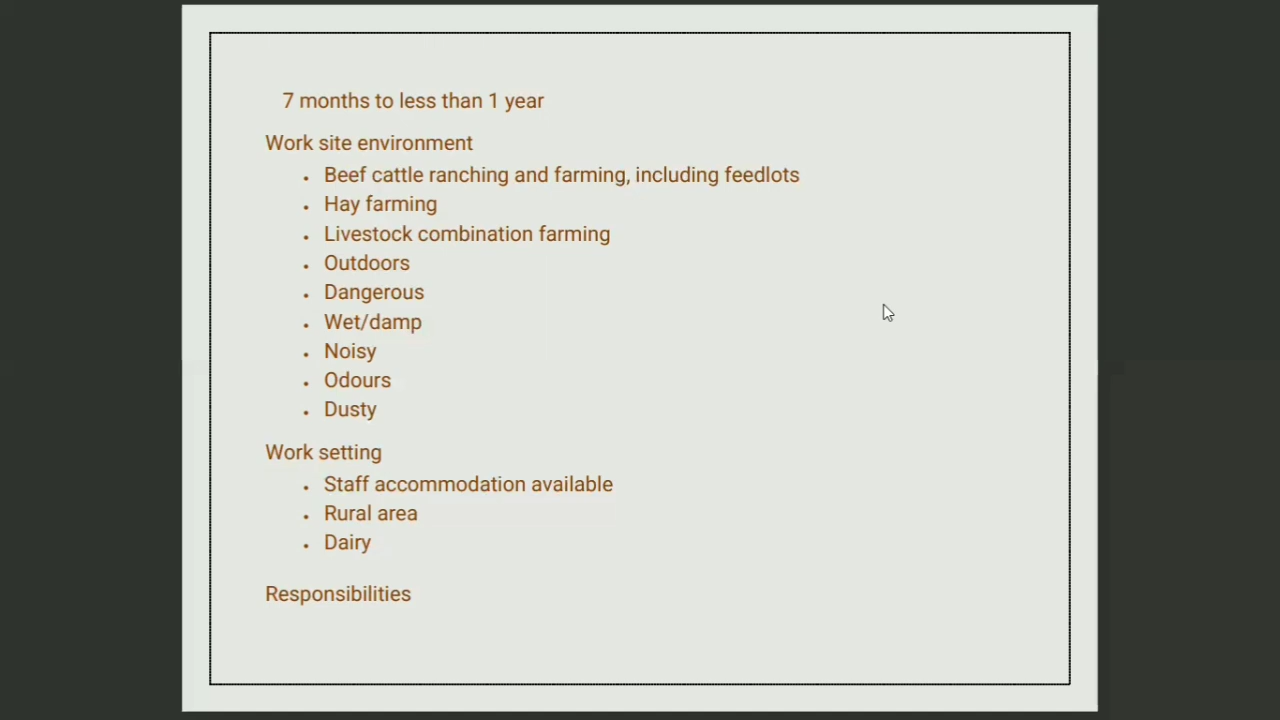 7 months to less than 1 year
Work site environment
• Beef cattle ranching and farming, including feedlots
• Hay farming
• Livestock combination farming
• Outdoors
• Dangerous
• Wet/damp
• Noisy
• Odours
• Dusty
Work setting
• Staff accommodation available
• Rural area
• Dairy
Responsibilities